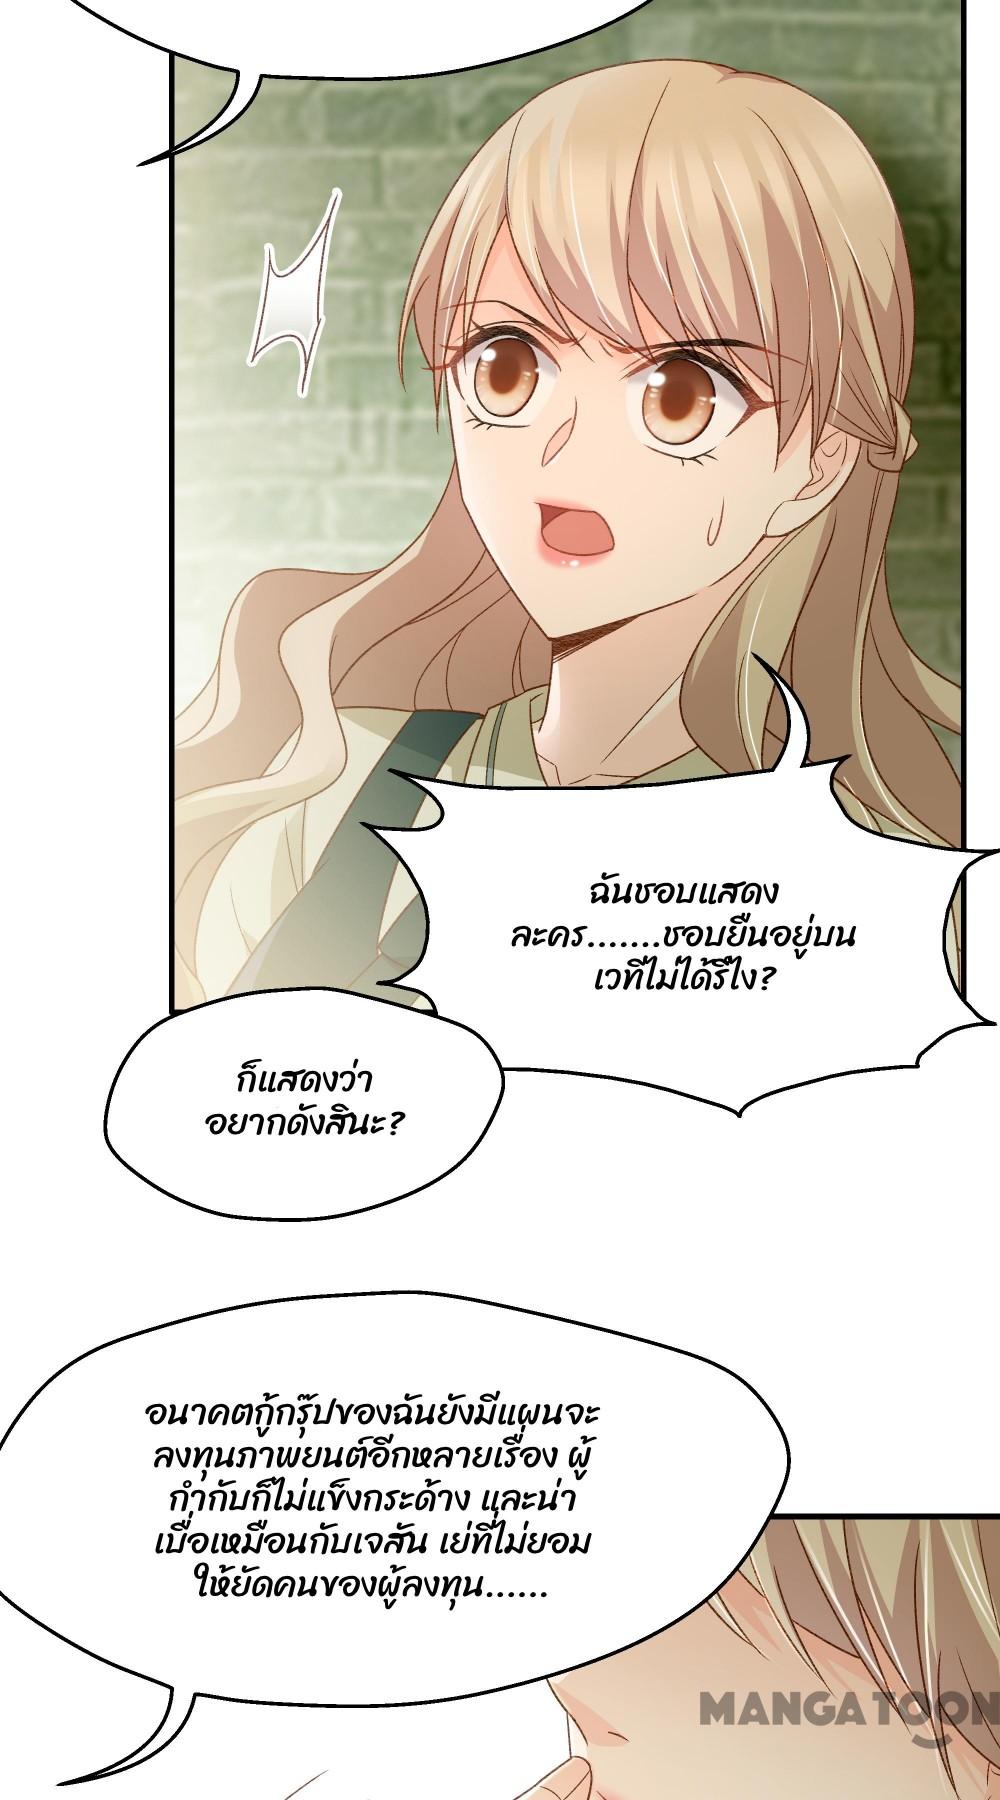 ฉันชอบแสดง
ละคร.......ชอบยืนอยู่บน
เวทีไม่ได้รึไง?
ก็แสดงว่า
อยากดังสินะ?
อนาคตกู้กรุ๊ปของฉันยังมีแผนจะ
ลงทุนภาพยนต์อีกหลายเรื่อง ผู้
กำกับก็ไม่แข็งกระด้าง และน่า
เบื่อเหมือนกับเจสัน เย่ที่ไม่ยอม
ให้ยัดคนของผู้ลงทุน......
MANGA TOON